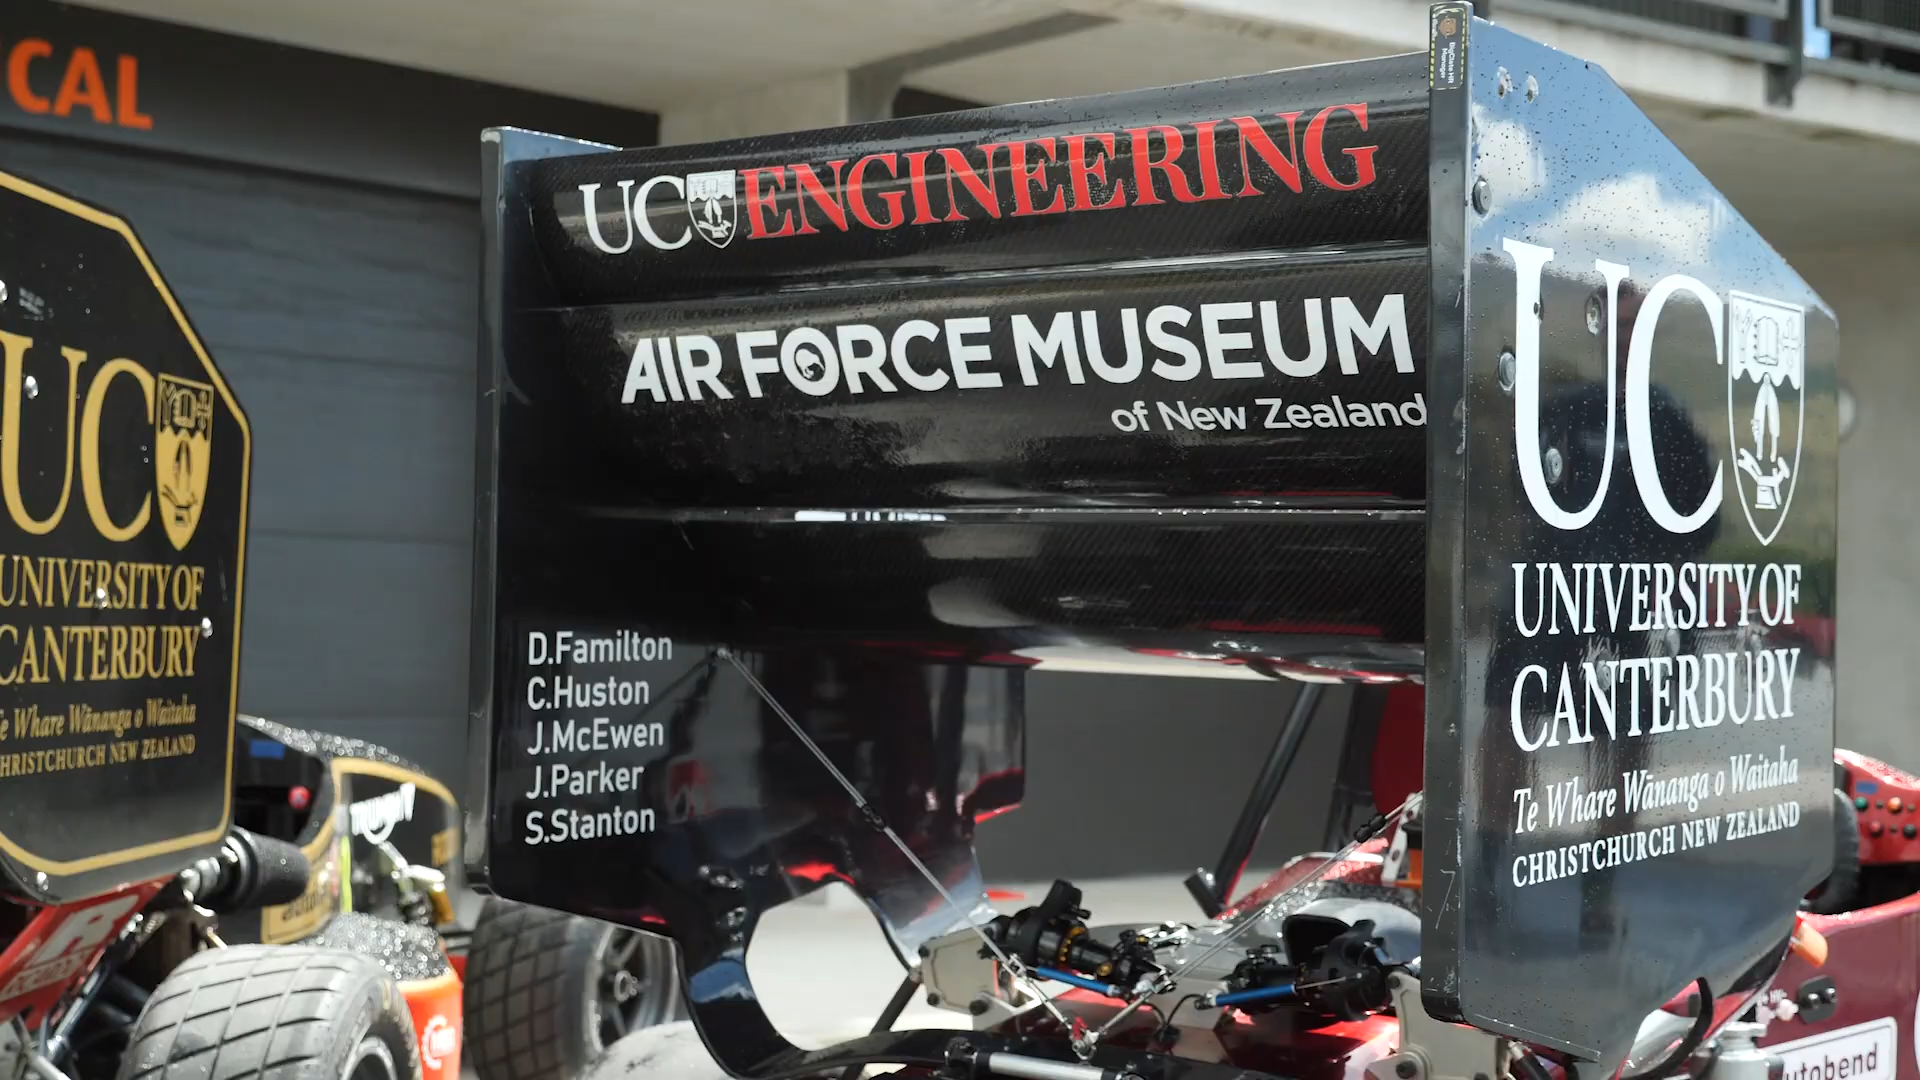 CAL
UC ENGINEERING
AIR FORCE MUSEUM
of New Zealand
D.Familton
C.Huston
J.McEwen
J.Parker
S.Stanton
UC
UNIVERSITY OF
CANTERBURY
Te Whare Wānanga o Waitaha
CHRISTCHURCH NEW ZEALAND
UC
UNIVERSITY OF
CANTERBURY
Te Whare Wānanga o Waitaha
CHRISTCHURCH NEW ZEALAND
utobend